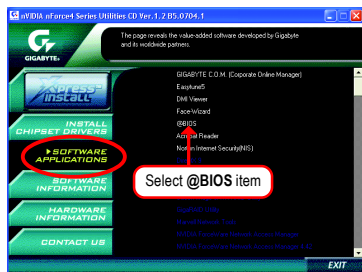 nVIDIA nForce4 Series Utilities CD Ver.1.2 B5.0704.1
The page reveals the value-added software developed by Gigabyte
and its worldwide partners.
GIGABYTE
Xpress™
INSTALL
INSTALL
CHIPSET DRIVERS
SOFTWARE
APPLICATIONS
SOFTWARE
INFORMATION
HARDWARE
INFORMATION
CONTACT US
GIGABYTE C.O.M. (Corporate Online Manager)
Easytune5
DMI Viewer
Face-Wizard
@BIOS
Acrobat Reader
Norton Internet Security(NIS)
Select @BIOS item
EXIT